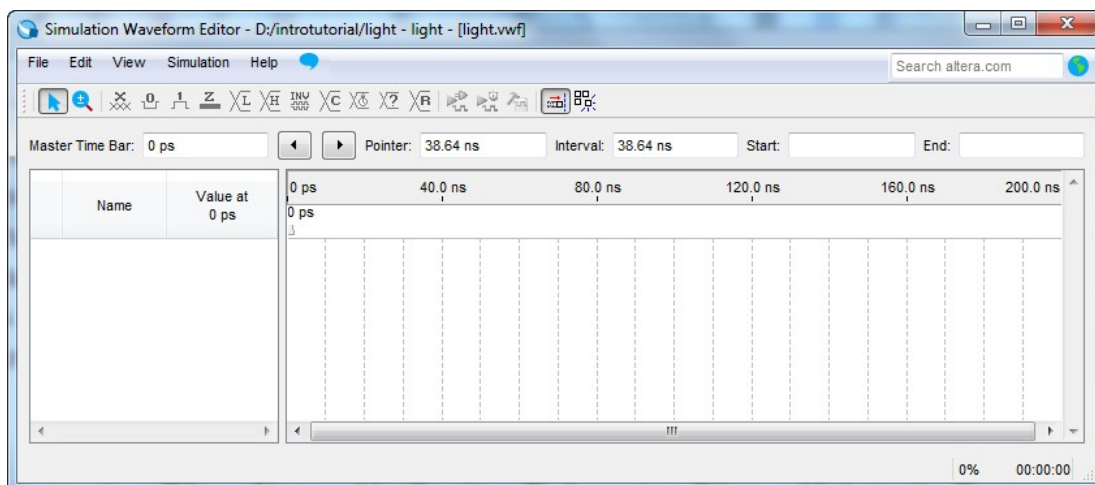 Simulation Waveform Editor - D:/introtutorial/light - light - [light.vwf]
File Edit View Simulation Help
Search altera.com
Master Time Bar: 0 ps Pointer: 38.64 ns Interval: 38.64 ns Start: End:
Name Value at 0 ps
0 ps 40.0 ns 80.0 ns 120.0 ns 160.0 ns 200.0 ns
0 ps
0% 00:00:00